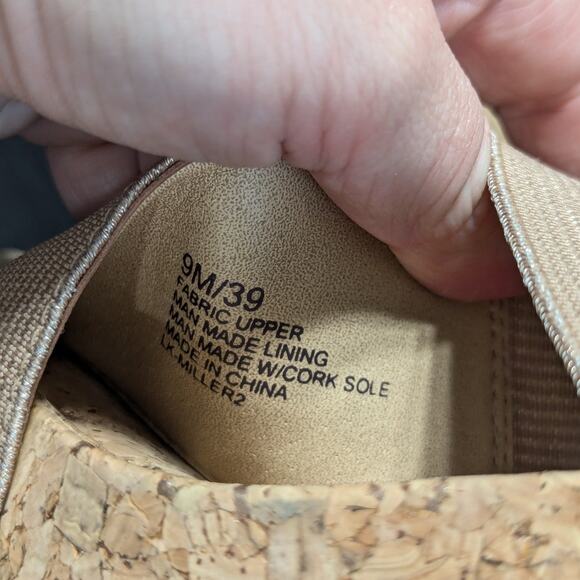 9M/39
FABRIC UPPER
MAN MADE LINING
MAN MADE W/CORK SOLE
MADE IN CHINA
LK-MILLER2